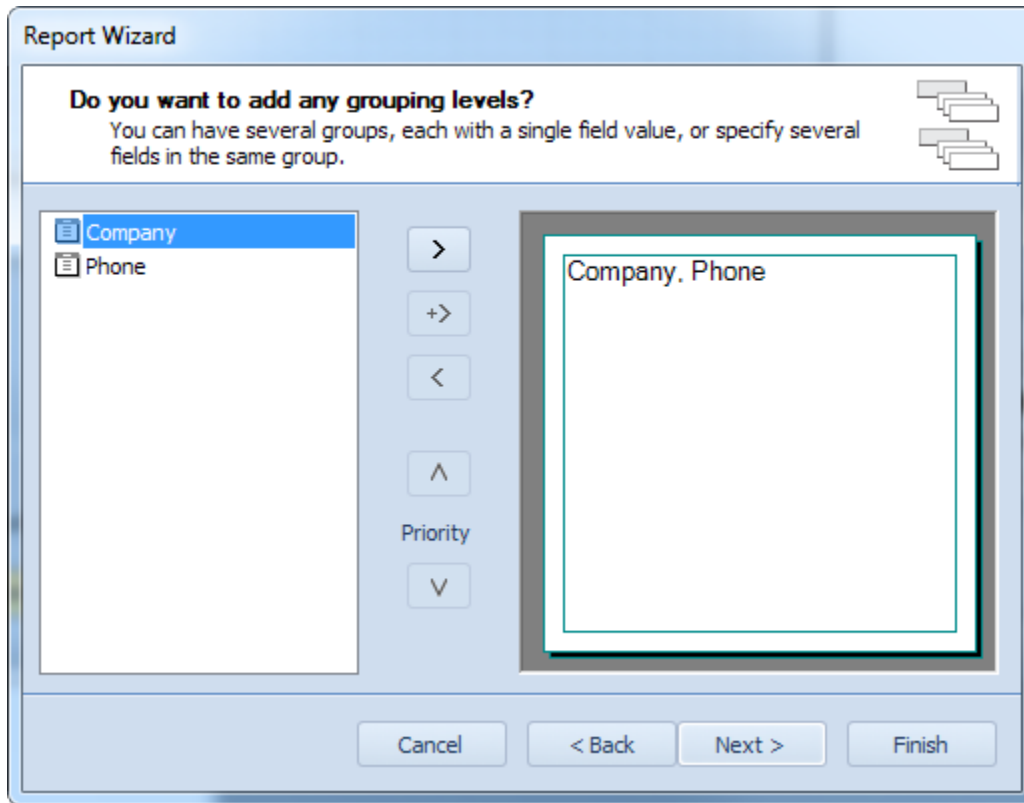 Report Wizard
Do you want to add any grouping levels?
You can have several groups, each with a single field value, or specify several
fields in the same group.
Company
Phone
>
+>
<
Λ
Priority
V
Company, Phone
Cancel
< Back
Next >
Finish